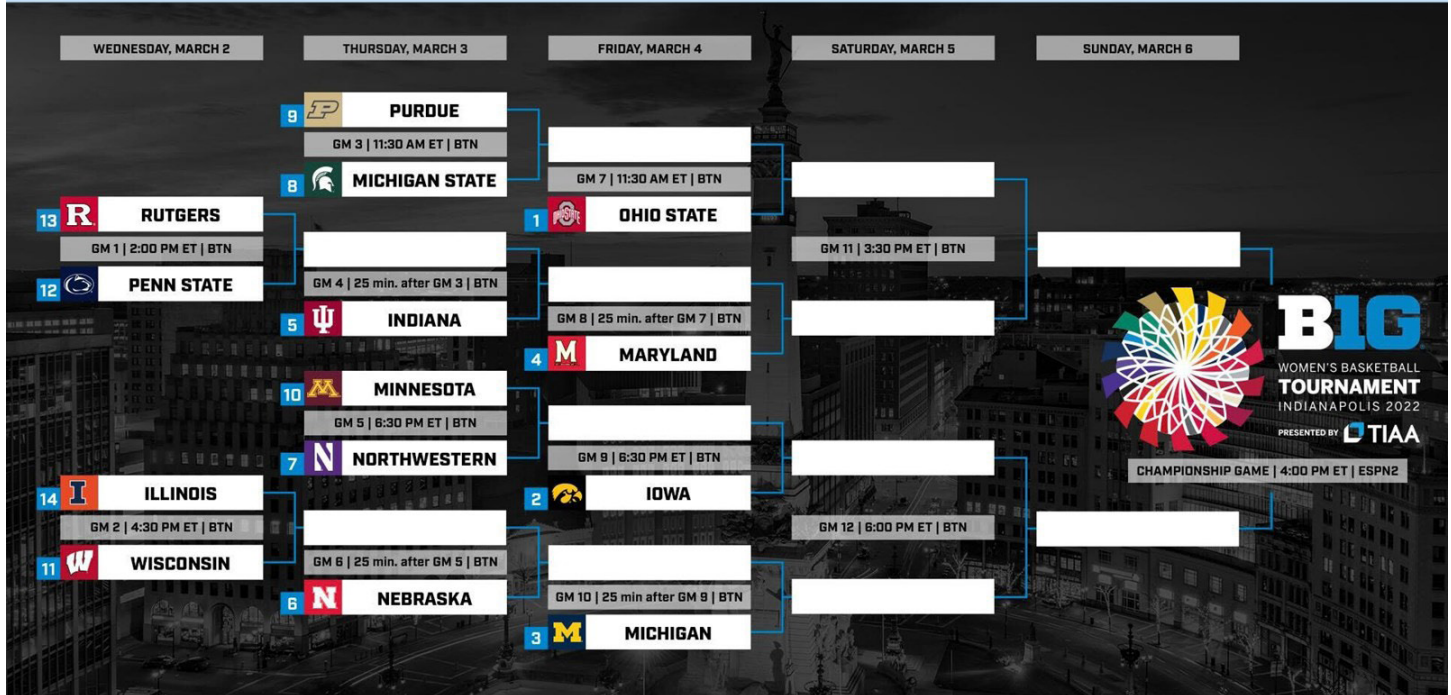 WEDNESDAY, MARCH 2
THURSDAY, MARCH 3
FRIDAY, MARCH 4
SATURDAY, MARCH 5
SUNDAY, MARCH 6
9 P PURDUE
GM 3 | 11:30 AM ET | BTN
8 MICHIGAN STATE
13 R RUTGERS
GM 1 | 2:00 PM ET | BTN
12 PENN STATE
GM 4 | 25 min. after GM 3 | BTN
5 INDIANA
GM 7 | 11:30 AM ET | BTN
1 OHIO STATE OHIO STATE
GM 8 | 25 min. after GM 7 | BTN
4 M MARYLAND
10 M MINNESOTA
GM 5 | 6:30 PM ET | BTN
7 N NORTHWESTERN
14 I ILLINOIS
GM 2 | 4:30 PM ET | BTN
11 W WISCONSIN
GM 6 | 25 min. after GM 5 | BTN
6 N NEBRASKA
GM 9 | 6:30 PM ET | BTN
2 IOWA
GM 10 | 25 min after GM 9 | BTN
3 M MICHIGAN
GM 11 | 3:30 PM ET | BTN
GM 12 | 6:00 PM ET | BTN
B1G
WOMEN'S BASKETBALL
TOURNAMENT
INDIANAPOLIS 2022
PRESENTED BY TIAA
CHAMPIONSHIP GAME | 4:00 PM ET | ESPN2